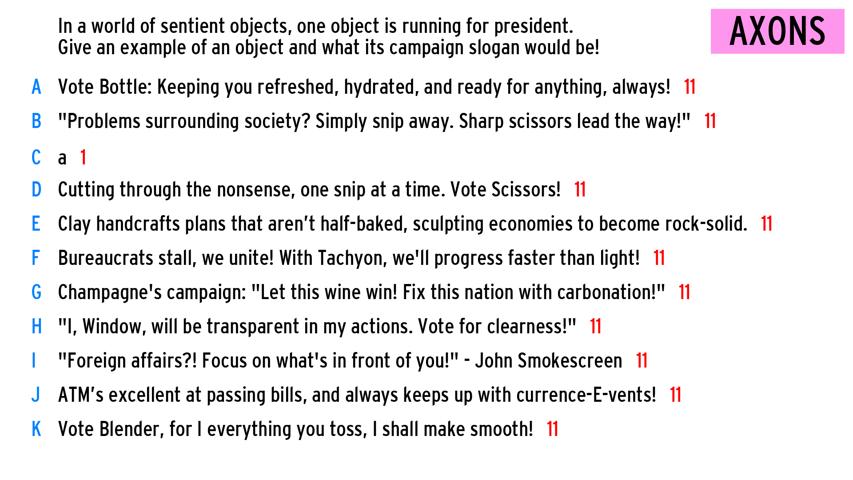 In a world of sentient objects, one object is running for president.
Give an example of an object and what its campaign slogan would be!
AXONS
A Vote Bottle: Keeping you refreshed, hydrated, and ready for anything, always! 11
B "Problems surrounding society? Simply snip away. Sharp scissors lead the way!" 11
C a 1
D Cutting through the nonsense, one snip at a time. Vote Scissors! 11
E Clay handcrafts plans that aren't half-baked, sculpting economies to become rock-solid. 11
F Bureaucrats stall, we unite! With Tachyon, we'll progress faster than light! 11
G Champagne's campaign: "Let this wine win! Fix this nation with carbonation!" 11
H "I, Window, will be transparent in my actions. Vote for clearness!" 11
I "Foreign affairs?! Focus on what's in front of you!" - John Smokescreen 11
J ATM's excellent at passing bills, and always keeps up with currence-E-vents! 11
K Vote Blender, for I everything you toss, I shall make smooth! 11